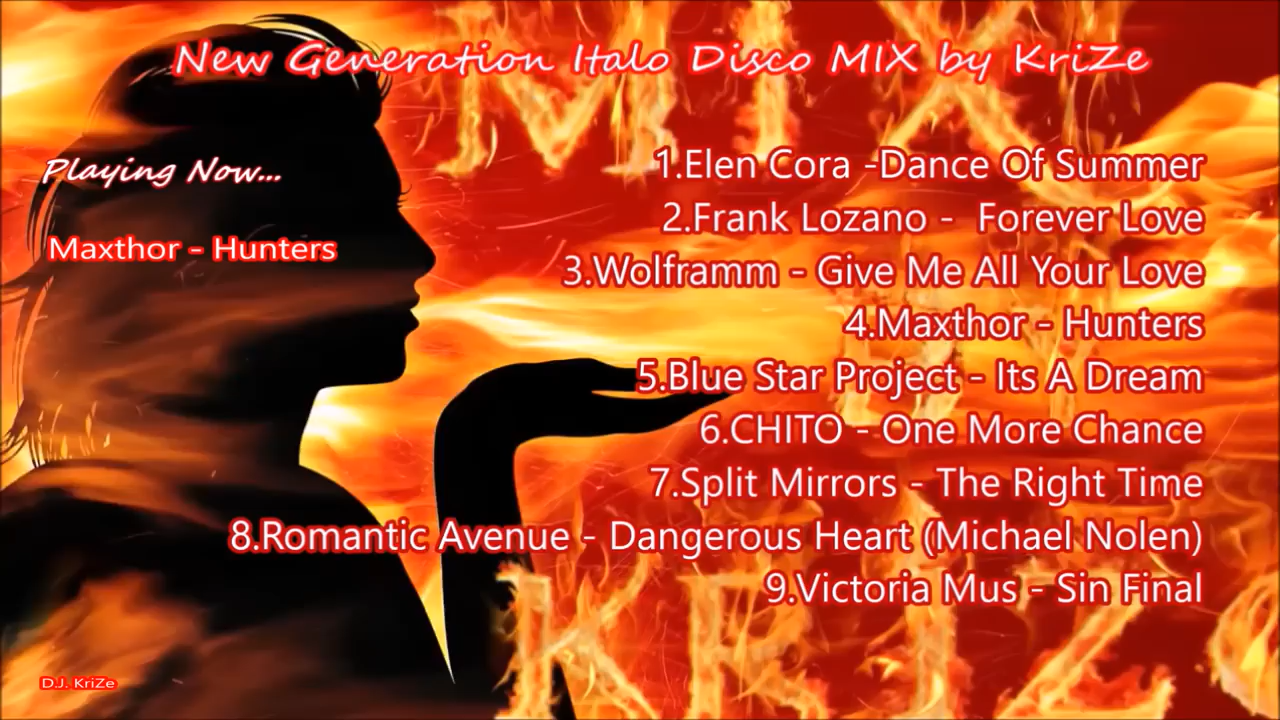 MIX
New Generation Italo Disco MIX by KriZe
Playing Now...
Maxthor - Hunters
1.Elen Cora -Dance Of Summer
2.Frank Lozano -  Forever Love
3.Wolframm - Give Me All Your Love
4.Maxthor - Hunters
5.Blue Star Project - Its A Dream
6.CHITO - One More Chance
7.Split Mirrors - The Right Time
8.Romantic Avenue - Dangerous Heart (Michael Nolen)
9.Victoria Mus - Sin Final
D.J. KriZe